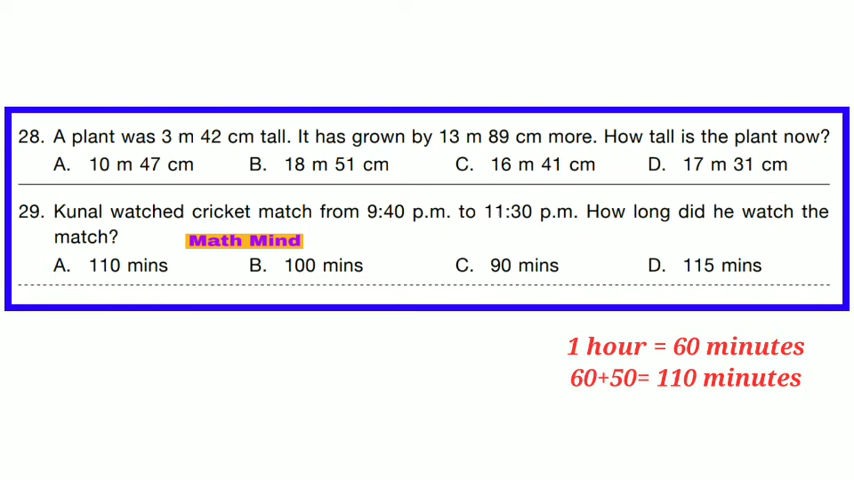 28. A plant was 3 m 42 cm tall. It has grown by 13 m 89 cm more. How tall is the plant now?
A. 10 m 47 cm B. 18 m 51 cm C. 16 m 41 cm D. 17 m 31 cm
29. Kunal watched cricket match from 9:40 p.m. to 11:30 p.m. How long did he watch the
match?
Math Mind
A. 110 mins B. 100 mins C. 90 mins D. 115 mins
1 hour = 60 minutes
60+50= 110 minutes